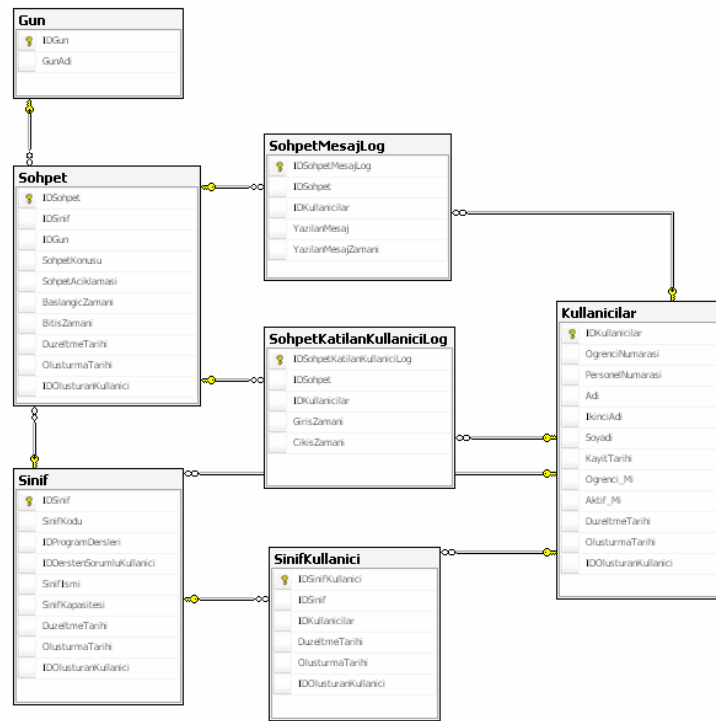 Gun
IDGun
GunAdi
Sohpet
IDSohpet
IDSinif
IDGun
SohpetKonusu
SohpetAciklamasi
BaslangicZamani
BitisZamani
DuzeltmeTarihi
OlusturmaTarihi
IDOlusturanKullanici
SohpetMesajLog
IDSohpetMesajLog
IDSohpet
IDKullanicilar
YazilanMesaj
YazilanMesajZamani
SohpetKatilanKullaniciLog
IDSohpetKatilanKullaniciLog
IDSohpet
IDKullanicilar
GirisZamani
CikisZamani
Kullanicilar
IDKullanicilar
OgrenciNumarasi
PersonelNumarasi
Adi
IkinciAdi
Soyadi
KayitTarihi
Ogrenci_Mi
Aktif_Mi
DuzeltmeTarihi
OlusturmaTarihi
IDOlusturanKullanici
Sinif
IDSinif
SinifKodu
IDProgramDersleri
IDDerstenSorumluKullanici
SinifIsmi
SinifKapasitesi
DuzeltmeTarihi
OlusturmaTarihi
IDOlusturanKullanici
SinifKullanici
IDSinifKullanici
IDSinif
IDKullanicilar
DuzeltmeTarihi
OlusturmaTarihi
IDOlusturanKullanici